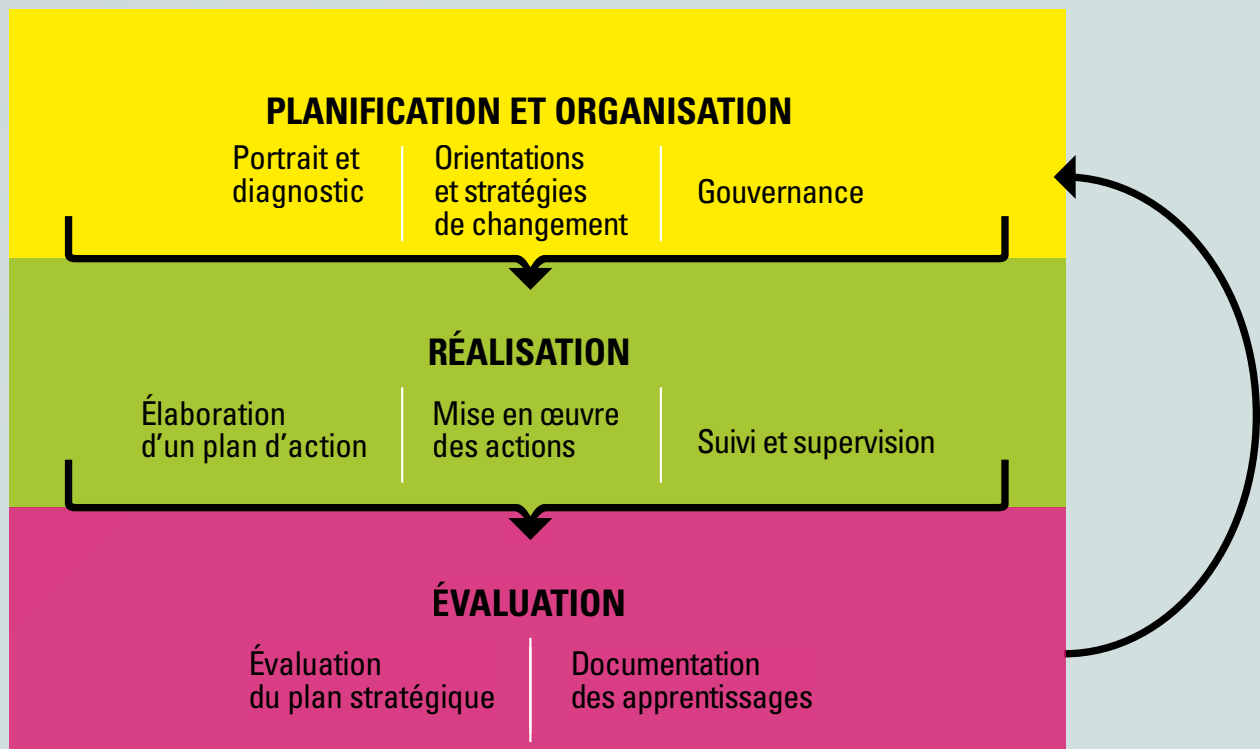 PLANIFICATION ET ORGANISATION
Portrait et
diagnostic
Orientations
et stratégies
de changement
Gouvernance
RÉALISATION
Élaboration
d'un plan d'action
Mise en œuvre
des actions
Suivi et supervision
ÉVALUATION
Évaluation
du plan stratégique
Documentation
des apprentissages